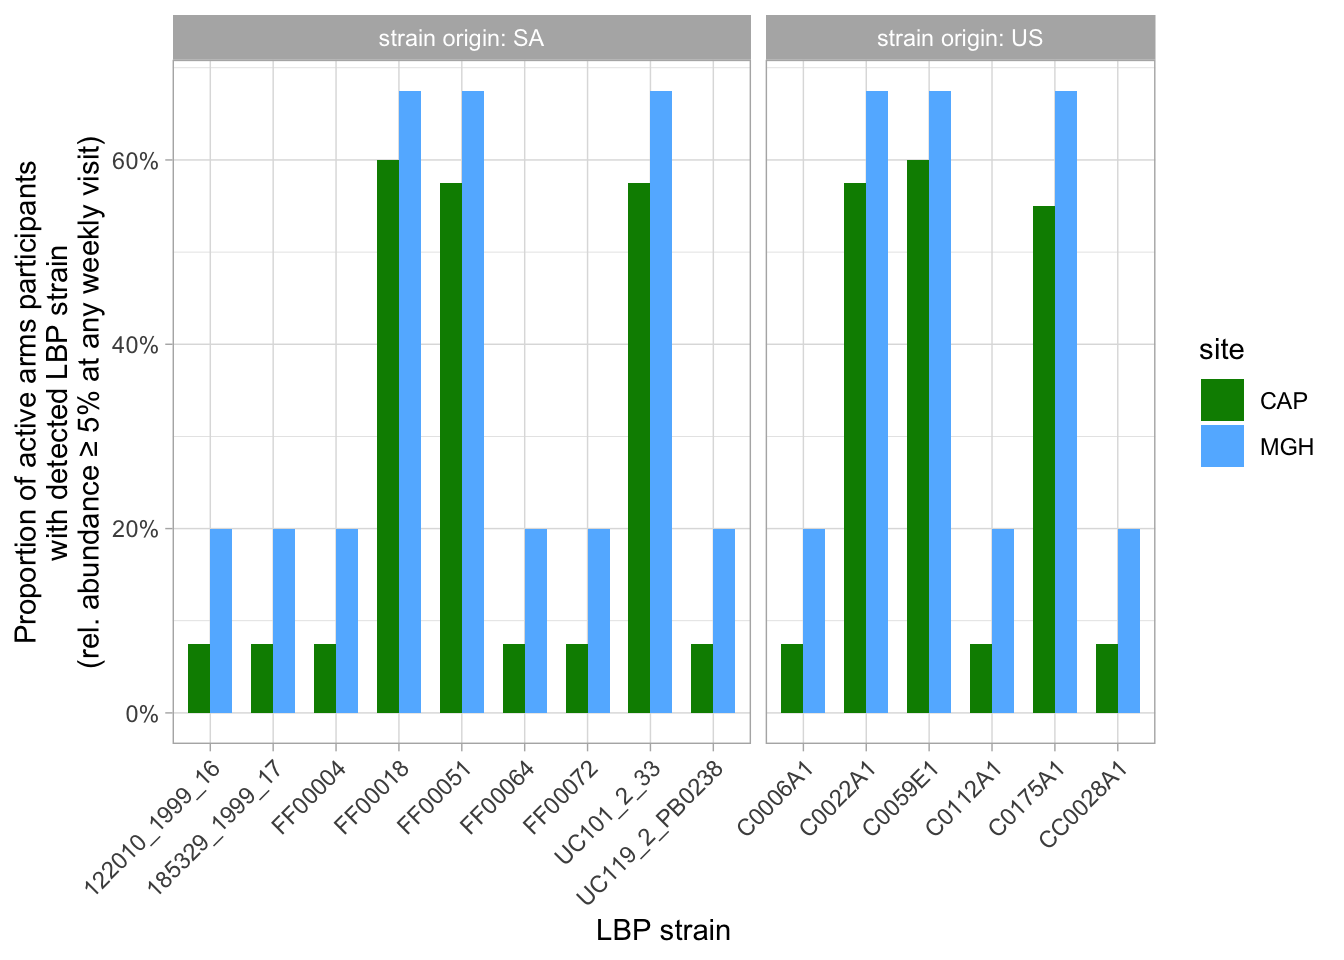 strain origin: SA
strain origin: US
Proportion of active arms participants
with detected LBP strain
(rel. abundance ≥ 5% at any weekly visit)
60%
40%
20%
0%
122010_1999_16
185329_1999_17
FF00004
FF00018
FF00051
FF00064
FF00072
UC101_2_33
UC119_2_PB0238
C0006A1
C0022A1
C0059E1
C0112A1
C0175A1
CC0028A1
LBP strain
site
CAP
MGH